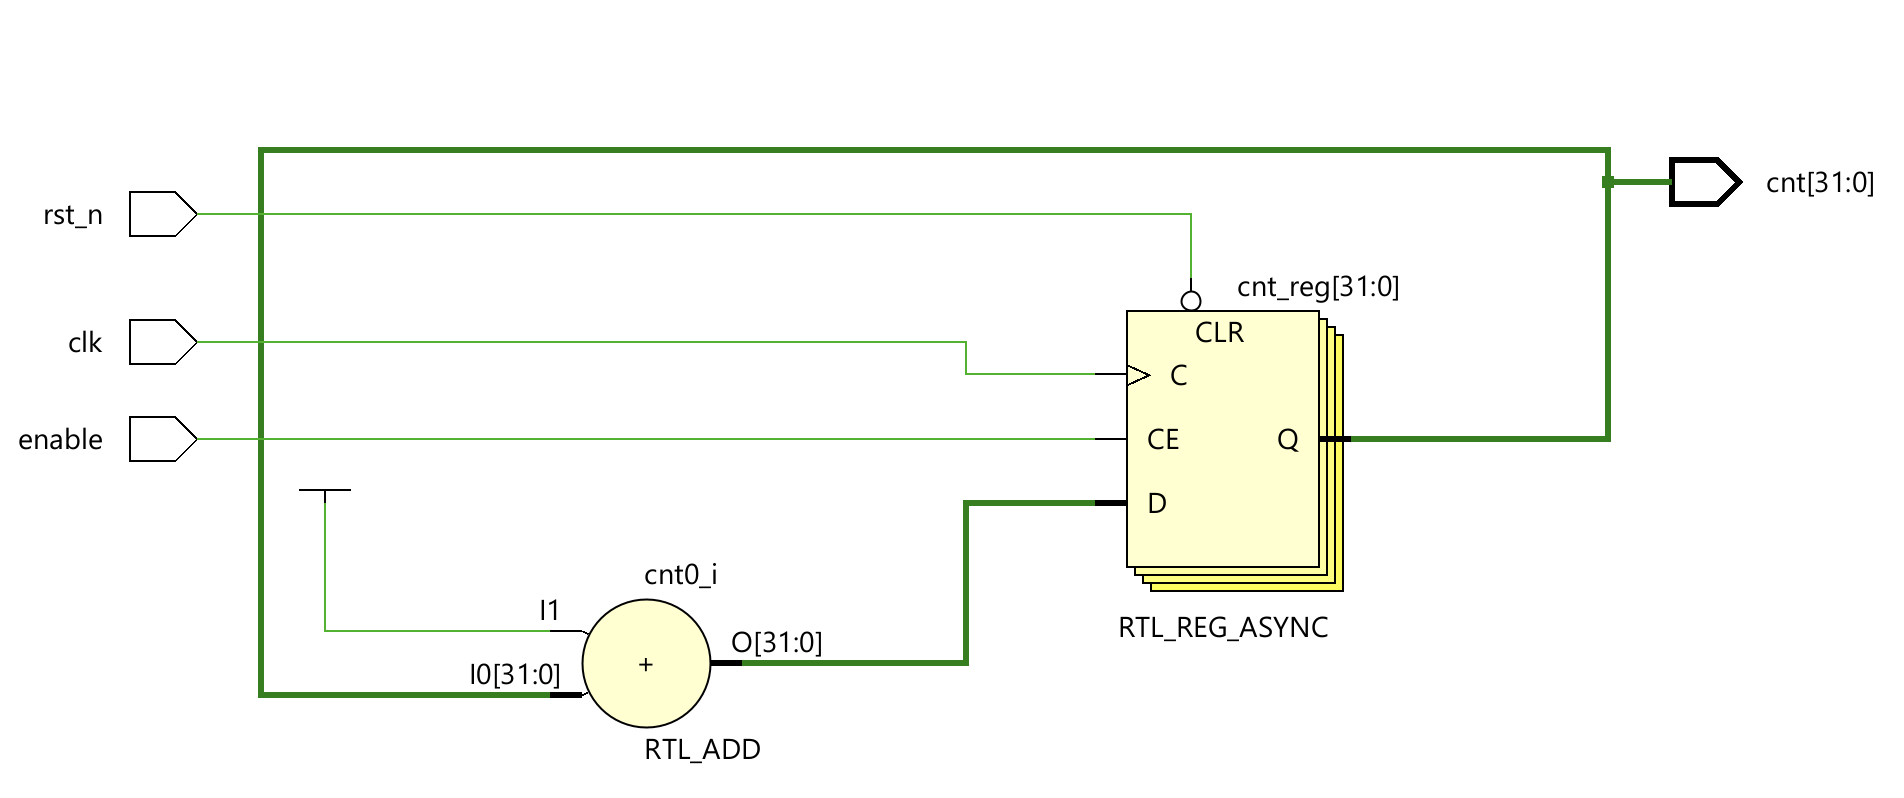 cnt[31:0]
rst_n
cnt_reg[31:0]
CLR
clk
C
enable
CE
Q
D
cnt0_i
I1
+
O[31:0]
I0[31:0]
RTL_REG_ASYNC
RTL_ADD